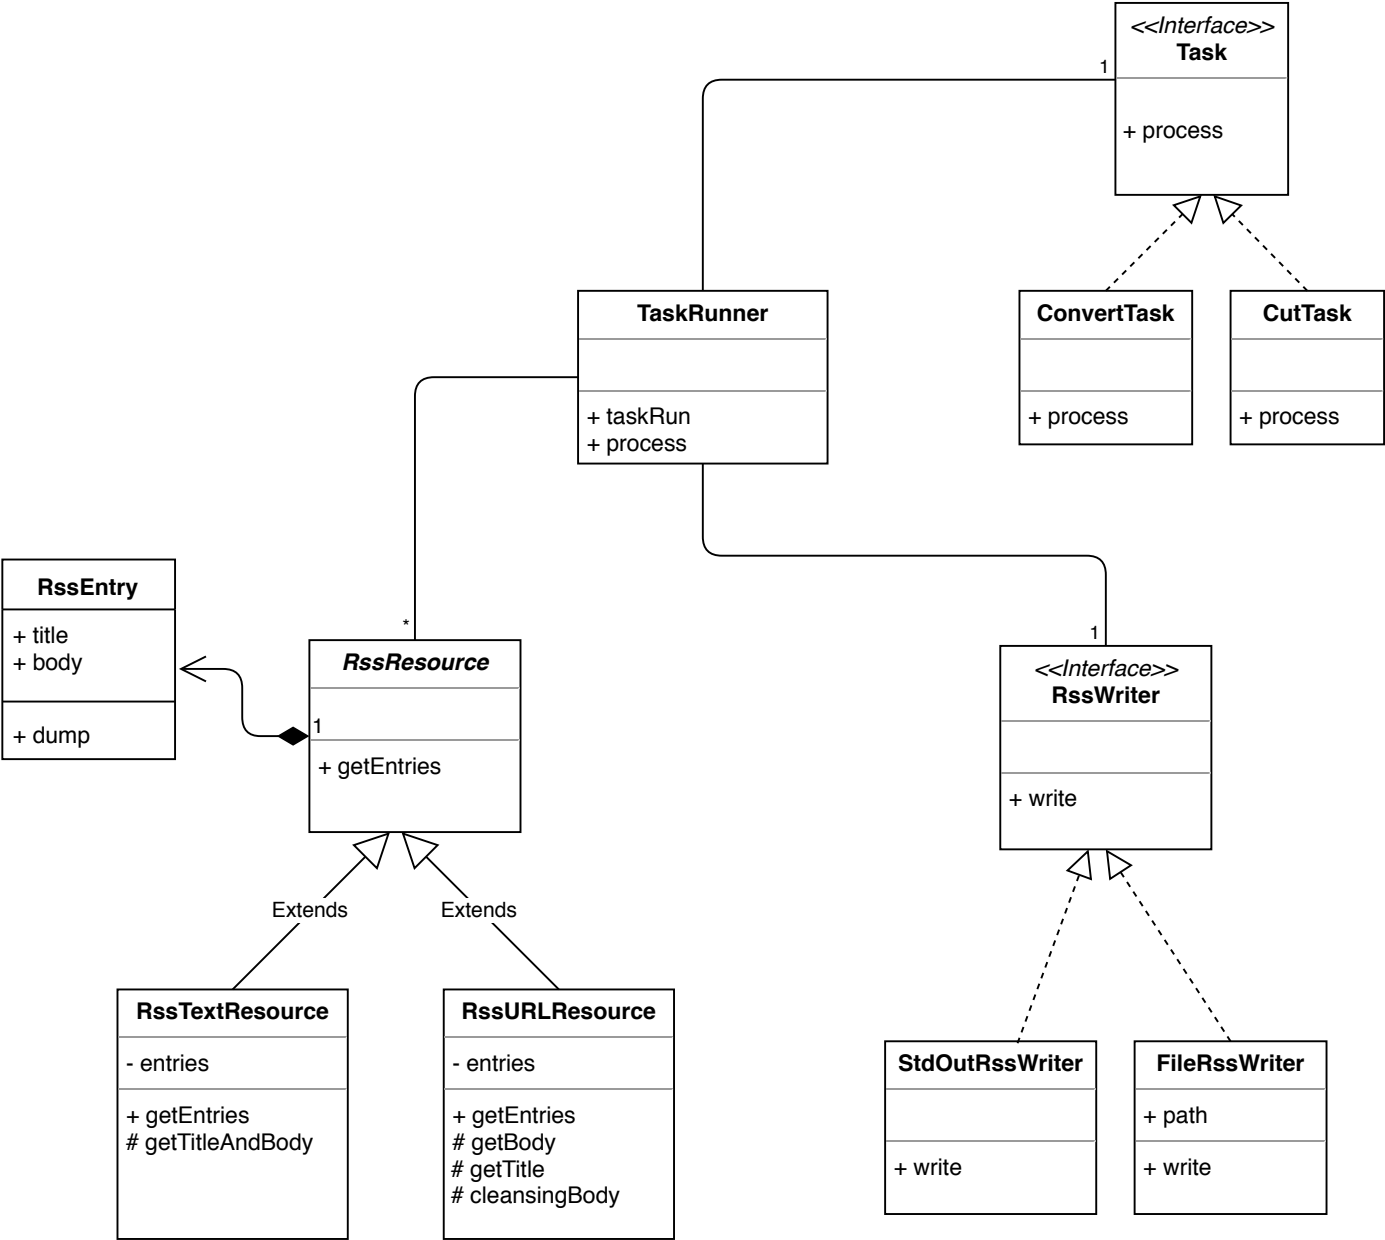 <<Interface>>
Task
1
+ process
TaskRunner
+ taskRun
+ process
ConvertTask
+ process
CutTask
+ process
RssEntry
+ title
+ body
+ dump
*
RssResource
1
+ getEntries
1
<<Interface>>
RssWriter
+ write
Extends
Extends
RssTextResource
- entries
+ getEntries
# getTitleAndBody
RssURLResource
- entries
+ getEntries
# getBody
# getTitle
# cleansingBody
StdOutRssWriter
+ write
FileRssWriter
+ path
+ write